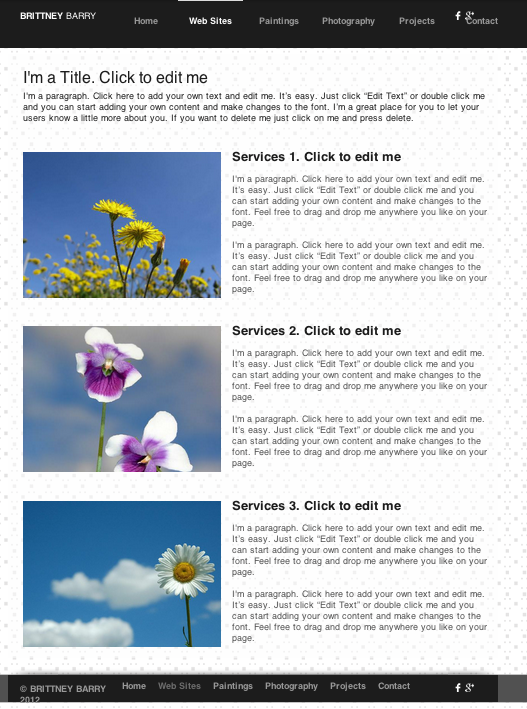 BRITTNEY BARRY
Home Web Sites Paintings Photography Projects Contact
I'm a Title. Click to edit me
I'm a paragraph. Click here to add your own text and edit me. It's easy. Just click “Edit Text” or double click me
and you can start adding your own content and make changes to the font. I'm a great place for you to let your
users know a little more about you. If you want to delete me just click on me and press delete.
Services 1. Click to edit me
I'm a paragraph. Click here to add your own text and edit me.
It's easy. Just click “Edit Text” or double click me and you
can start adding your own content and make changes to the
font. Feel free to drag and drop me anywhere you like on your
page.
I'm a paragraph. Click here to add your own text and edit me.
It's easy. Just click “Edit Text” or double click me and you
can start adding your own content and make changes to the
font. Feel free to drag and drop me anywhere you like on your
page.
Services 2. Click to edit me
I'm a paragraph. Click here to add your own text and edit me.
It's easy. Just click “Edit Text” or double click me and you
can start adding your own content and make changes to the
font. Feel free to drag and drop me anywhere you like on your
page.
I'm a paragraph. Click here to add your own text and edit me.
It's easy. Just click “Edit Text” or double click me and you
can start adding your own content and make changes to the
font. Feel free to drag and drop me anywhere you like on your
page.
Services 3. Click to edit me
I'm a paragraph. Click here to add your own text and edit me.
It's easy. Just click “Edit Text” or double click me and you
can start adding your own content and make changes to the
font. Feel free to drag and drop me anywhere you like on your
page.
I'm a paragraph. Click here to add your own text and edit me.
It's easy. Just click “Edit Text” or double click me and you
can start adding your own content and make changes to the
font. Feel free to drag and drop me anywhere you like on your
page.
© BRITTNEY BARRY
2012
Home Web Sites Paintings Photography Projects Contact